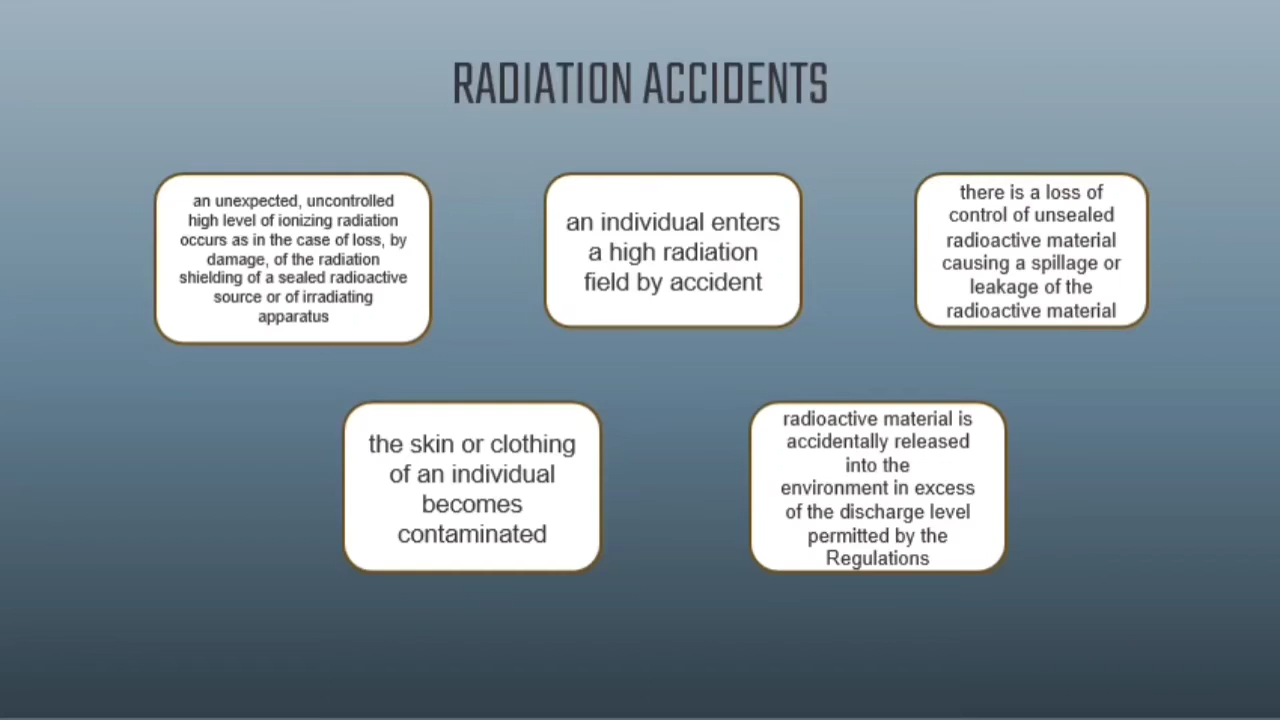 RADIATION ACCIDENTS
an unexpected, uncontrolled
high level of ionizing radiation
occurs as in the case of loss, by
damage, of the radiation
shielding of a sealed radioactive
source or of irradiating
apparatus
an individual enters
a high radiation
field by accident
there is a loss of
control of unsealed
radioactive material
causing a spillage or
leakage of the
radioactive material
the skin or clothing
of an individual
becomes
contaminated
radioactive material is
accidentally released
into the
environment in excess
of the discharge level
permitted by the
Regulations